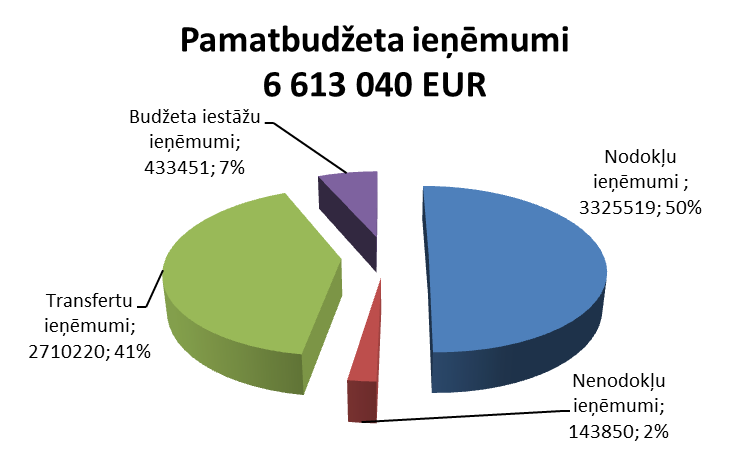 Pamatbudžeta ieņēmumi
6 613 040 EUR
Budžeta iestāžu
ieņēmumi;
433451; 7%
Nodokļu
ieņēmumi ;
3325519; 50%
Transfertu
ieņēmumi;
2710220; 41%
Nenodokļu
ieņēmumi;
143850; 2%